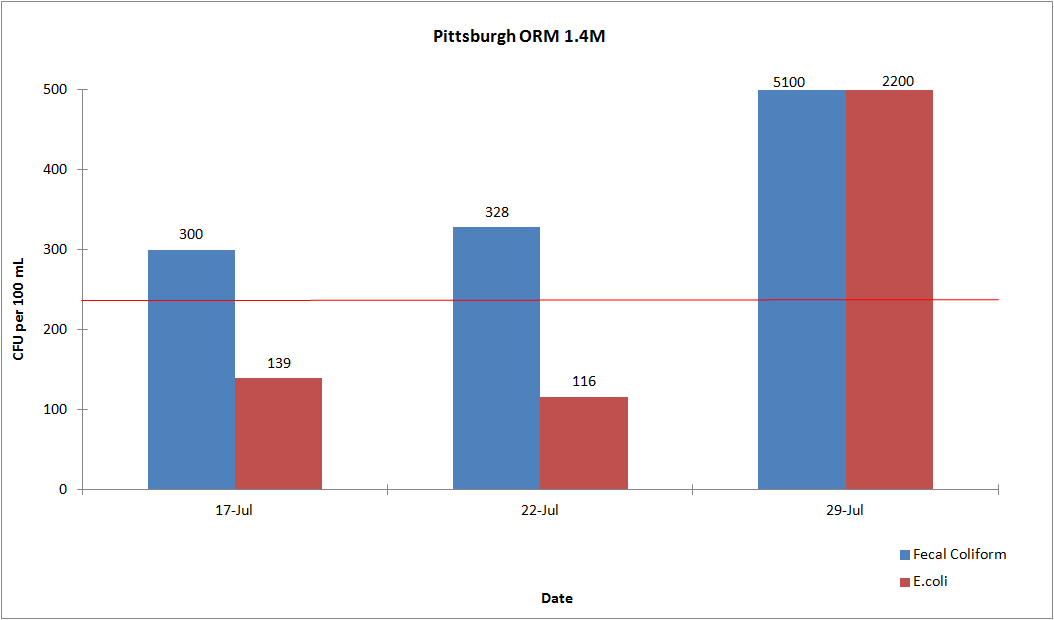 Pittsburgh ORM 1.4M
CFU per 100 mL
500
400
300
200
100
0
300
139
328
116
5100
2200
17-Jul
22-Jul
29-Jul
Fecal Coliform
E.coli
Date